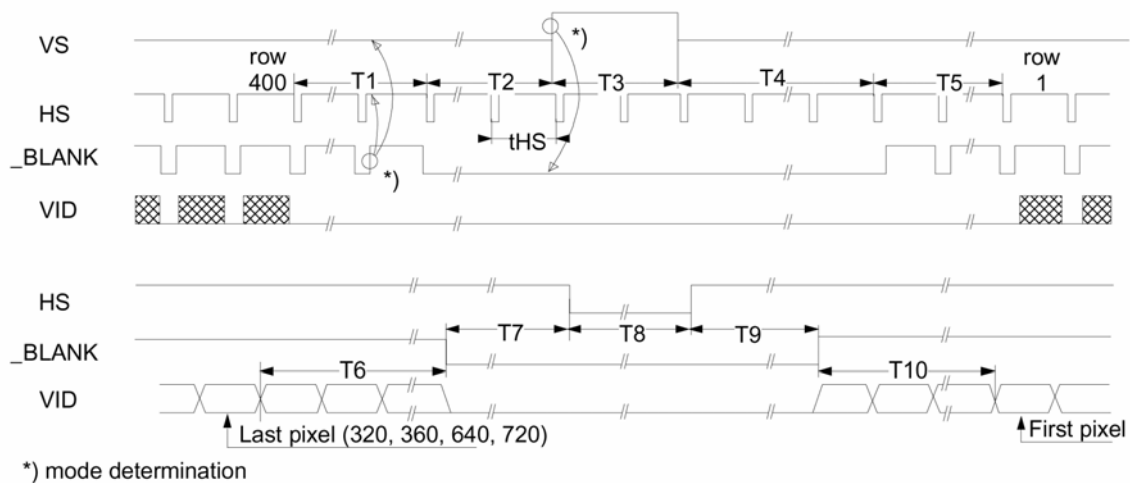 VS
*)
row
400
T1
T2
T3
T4
T5
row
1
HS
tHS
_BLANK
*)
VID
HS
T7
T8
T9
_BLANK
T6
T10
VID
Last pixel (320, 360, 640, 720)
First pixel
*) mode determination